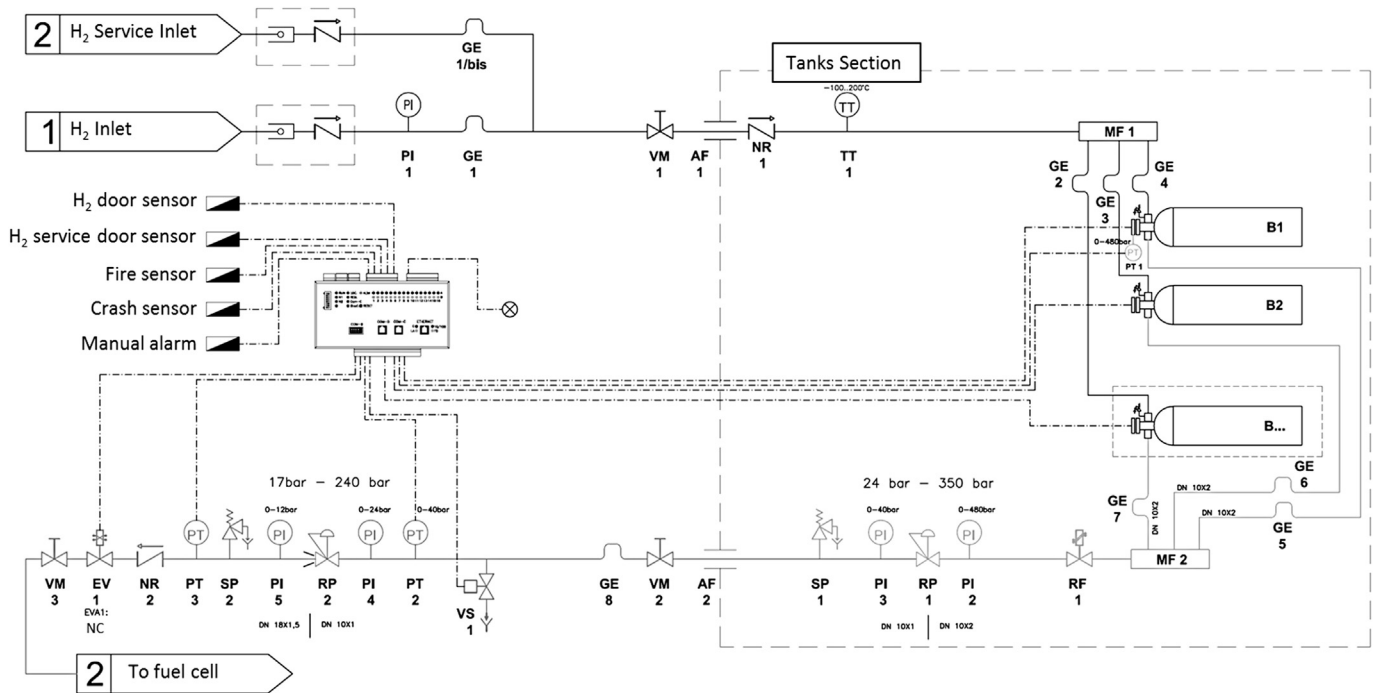 2 H₂ Service Inlet
GE
1/bis
Tanks Section
-100..200°C
1 H₂ Inlet
PI
TT
MF 1
PI
1
GE
1
VM
1
AF
1
NR
1
TT
1
GE
2
GE
3
GE
4
H₂ door sensor
H₂ service door sensor
Fire sensor
Crash sensor
Manual alarm
B1
0-480bar
PT
PT 1
B2
B...
17bar - 240 bar
24 bar - 350 bar
GE
6
DN 10X2
DN 10X2
DN 10X2
GE
7
GE
5
MF 2
0-12bar
0-24bar
0-40bar
0-40bar
0-480bar
PT
PI
PI
PT
PI
PI
VM
3
EV
1
EVA1:
NC
NR
2
PT
3
SP
2
PI
5
RP
2
PI
4
PT
2
VS
1
GE
8
VM
2
AF
2
SP
1
PI
3
RP
1
PI
2
RF
1
DN 18X1,5
DN 10X1
DN 10X1
DN 10X2
2 To fuel cell